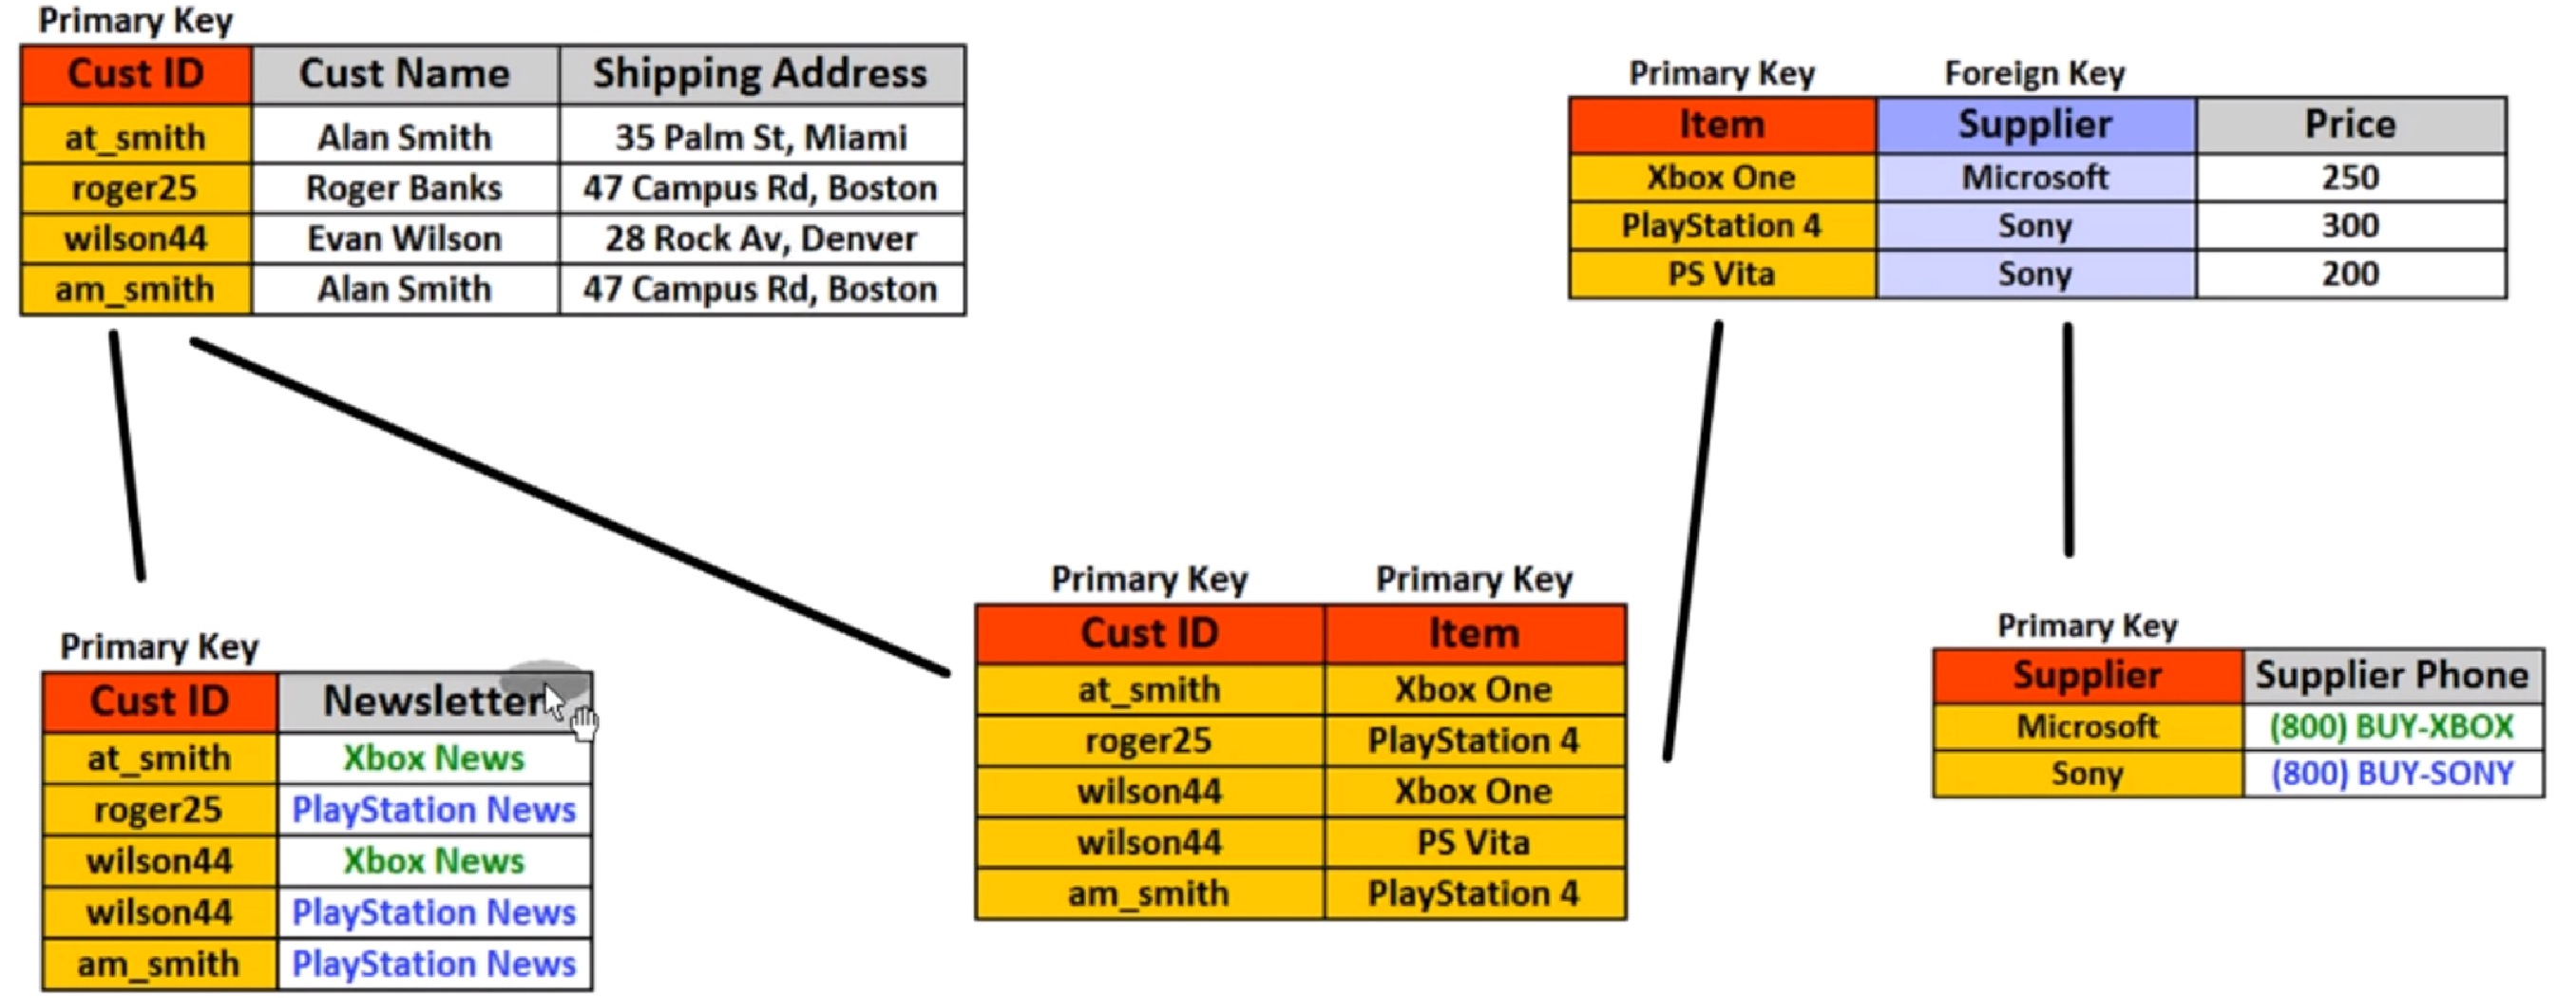 Primary Key
Cust ID Cust Name Shipping Address
at_smith Alan Smith 35 Palm St, Miami
roger25 Roger Banks 47 Campus Rd, Boston
wilson44 Evan Wilson 28 Rock Av, Denver
am_smith Alan Smith 47 Campus Rd, Boston
Primary Key Foreign Key
Item Supplier Price
Xbox One Microsoft 250
PlayStation 4 Sony 300
PS Vita Sony 200
Primary Key
Cust ID Newsletter
at_smith Xbox News
roger25 PlayStation News
wilson44 Xbox News
wilson44 PlayStation News
am_smith PlayStation News
Primary Key Primary Key
Cust ID Item
at_smith Xbox One
roger25 PlayStation 4
wilson44 Xbox One
wilson44 PS Vita
am_smith PlayStation 4
Primary Key
Supplier Supplier Phone
Microsoft (800) BUY-XBOX
Sony (800) BUY-SONY